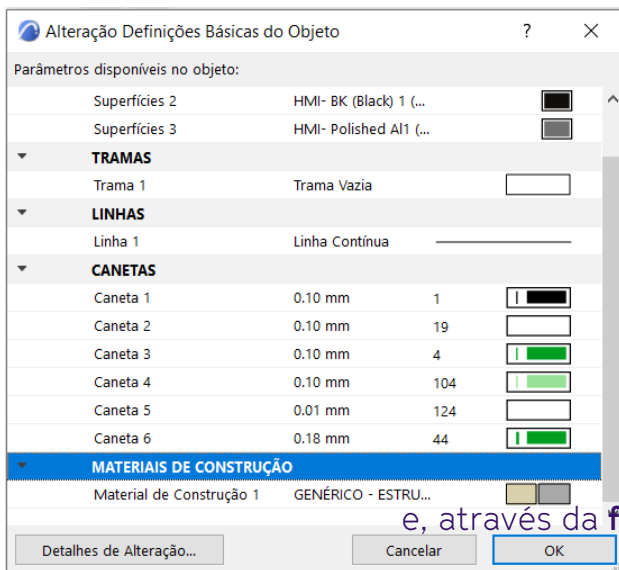 Alteração Definições Básicas do Objeto ? ×
Parâmetros disponíveis no objeto:
Superfícies 2 HMI- BK (Black) 1 (...
Superfícies 3 HMI- Polished Al1 (...
TRAMAS
Trama 1 Trama Vazia
LINHAS
Linha 1 Linha Contínua
CANETAS
Caneta 1 0.10 mm 1
Caneta 2 0.10 mm 19
Caneta 3 0.10 mm 4
Caneta 4 0.10 mm 104
Caneta 5 0.01 mm 124
Caneta 6 0.18 mm 44
MATERIAIS DE CONSTRUÇÃO
Material de Construção 1 GENÉRICO - ESTRU...
e, através da f
Detalhes de Alteração... Cancelar OK